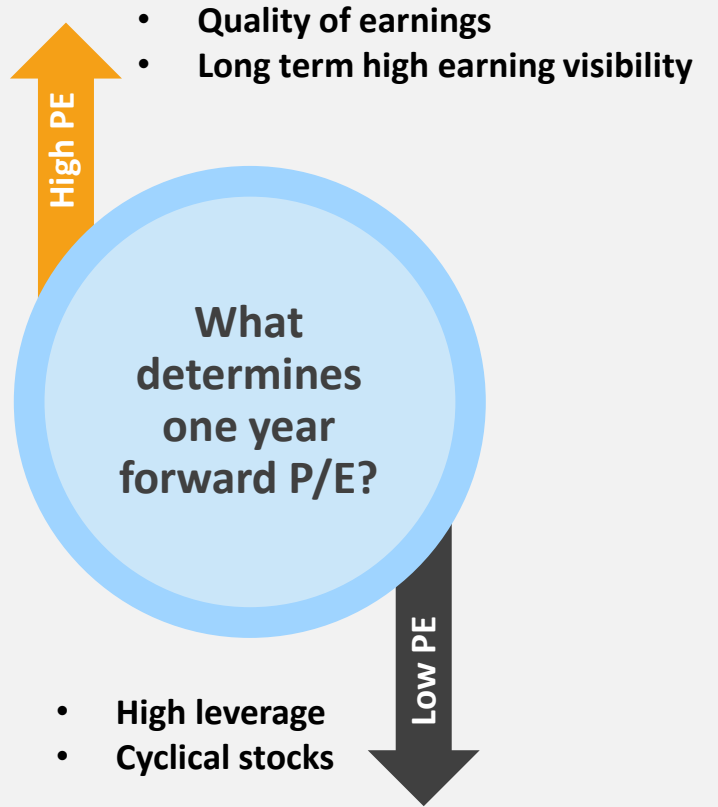 • Quality of earnings
• Long term high earning visibility
High PE
What
determines
one year
forward P/E?
Low PE
• High leverage
• Cyclical stocks